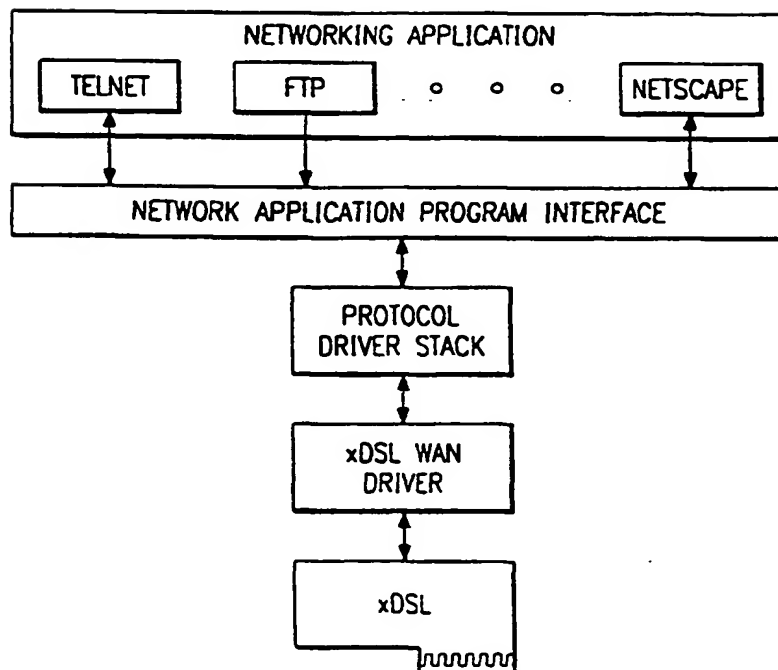 NETWORKING APPLICATION
TELNET
FTP
NETSCAPE
NETWORK APPLICATION PROGRAM INTERFACE
PROTOCOL
DRIVER STACK
xDSL WAN
DRIVER
xDSL